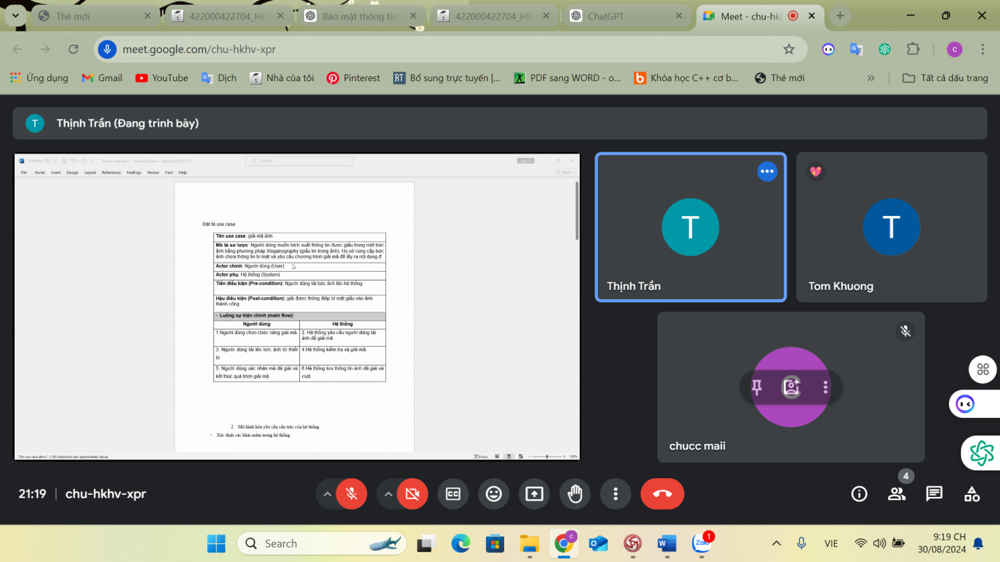 Thẻ mới
422000422704_HK
Bảo mật thông tin
422000422704_HK
ChatGPT
Meet - chu-hkh
meet.google.com/chu-hkhv-xpr
Ứng dụng
Gmail
YouTube
Dịch
Nhà của tôi
Pinterest
Bổ sung trực tuyến |...
PDF sang WORD - o...
Khóa học C++ cơ b...
Thẻ mới
Tất cả dấu trang
T Thịnh Trần (Đang trình bày)
Search
File Home Insert Design Layout References Mailings Review View Help
Đặt tả use case
Tên use case: giải mã ảnh
Mô tả sơ lược: Người dùng muốn trích xuất thông tin được giấu trong một bức
ảnh bằng phương pháp Steganography (giấu tin trong ảnh). Họ sẽ cung cấp bức
ảnh chứa thông tin bí mật và yêu cầu chương trình giải mã để lấy ra nội dung đ
Actor chính: Người dùng (User)
Actor phụ: Hệ thống (System)
Tiền điều kiện (Pre-condition): Người dùng tải bức ảnh lên hệ thống
Hậu điều kiện (Post-condition): giải được thông điệp bí mật giấu vào ảnh
thành công
– Luồng sự kiện chính (main flow):
Người dùng
Hệ thống
1.Người dùng chọn chức năng giải mã
2. Hệ thống yêu cầu người dùng tải
ảnh để giải mã
3. Người dùng tải lên bức ảnh từ thiết
bị
4.Hệ thống kiểm tra và giải mã
5. Người dùng xác nhận mã đã giải và
kết thúc quá trình giải mã
6.Hệ thống lưu thông tin ảnh đã giải và
csdl
2. Mô hình hóa yêu cầu cấu trúc của hệ thống
– Xác định các khái niệm trong hệ thống
Focus
100%
T
Thịnh Trần
T
Tom Khuong
chucc maii
21:19 | chu-hkhv-xpr
4
Search
Zalo
1
VIE
9:19 CH
30/08/2024